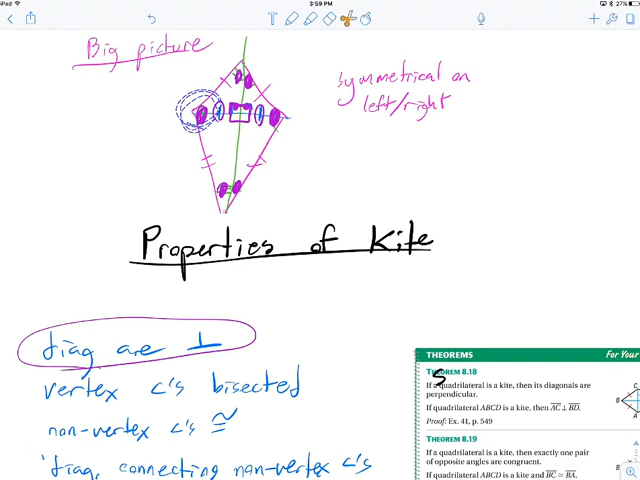 iPad
3:59 PM
27%
Big picture
symmetrical on
left/right
Properties of Kite
diag are ⊥
vertex <'s bisected
non-vertex <'s ≅
diag. connecting non-vertex <'s
THEOREMS For Your
THEOREM 8.18
If a quadrilateral is a kite, then its diagonals are
perpendicular.
If quadrilateral ABCD is a kite, then AC ⊥ BD.
Proof: Ex. 41, p. 549
THEOREM 8.19
If a quadrilateral is a kite, then exactly one pair
of opposite angles are congruent.
If quadrilateral ABCD is a kite and BC ≅ BA,
C
B
A